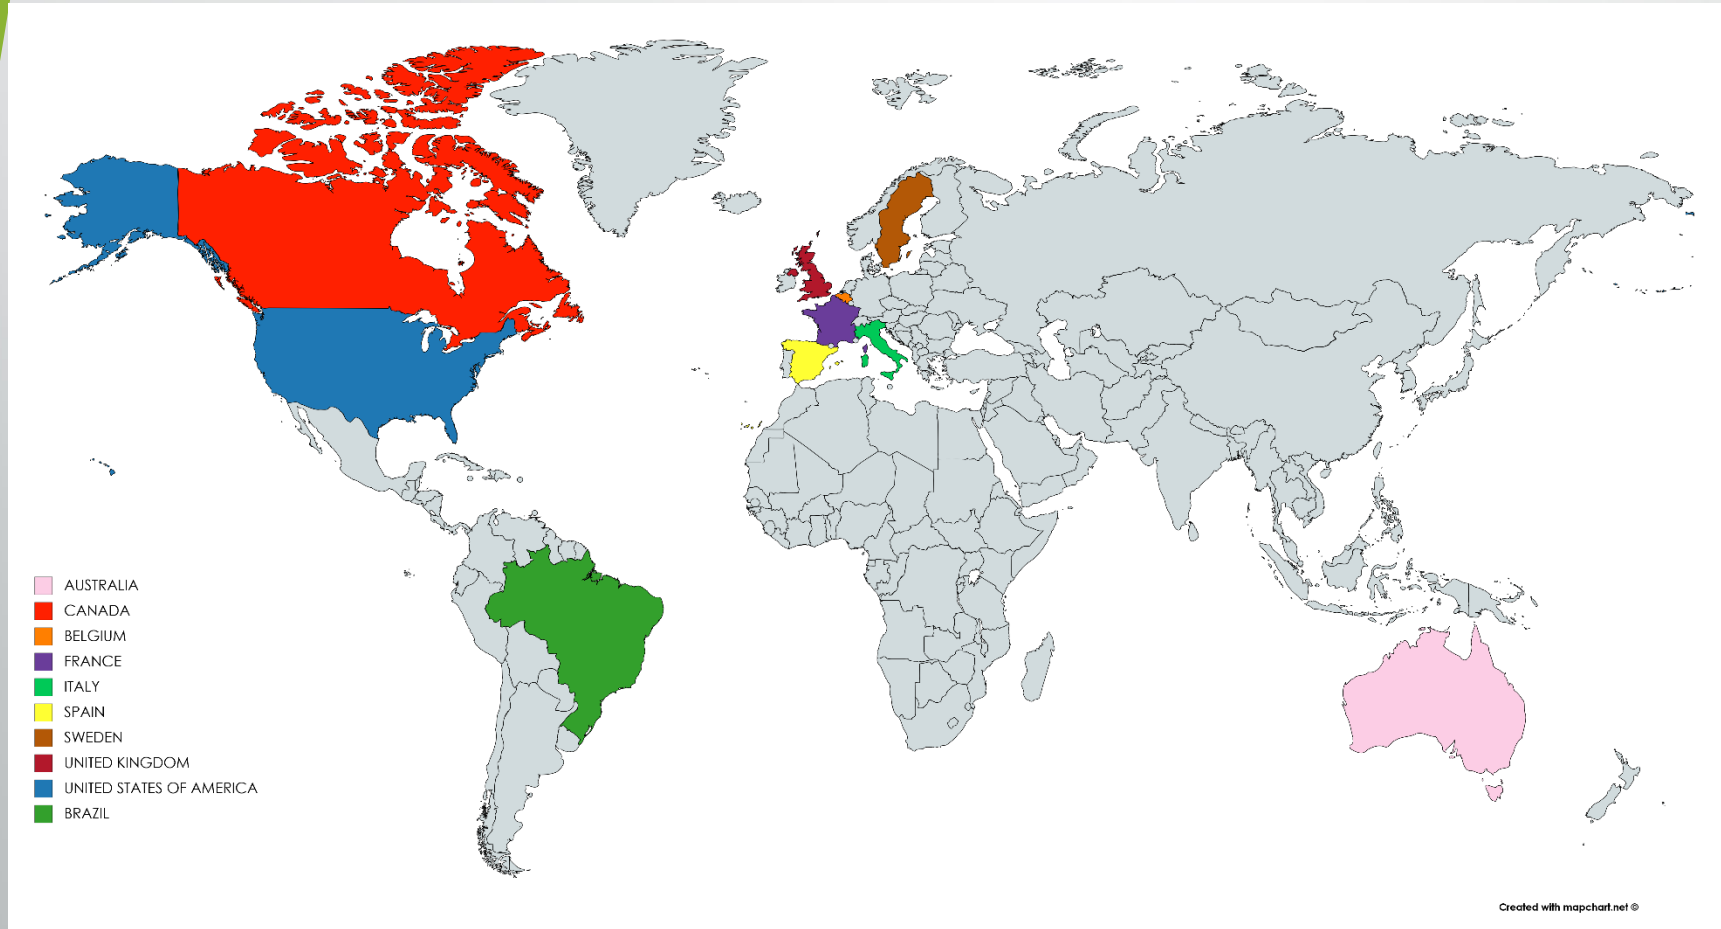 AUSTRALIA
CANADA
BELGIUM
FRANCE
ITALY
SPAIN
SWEDEN
UNITED KINGDOM
UNITED STATES OF AMERICA
BRAZIL
Created with mapchart.net ©